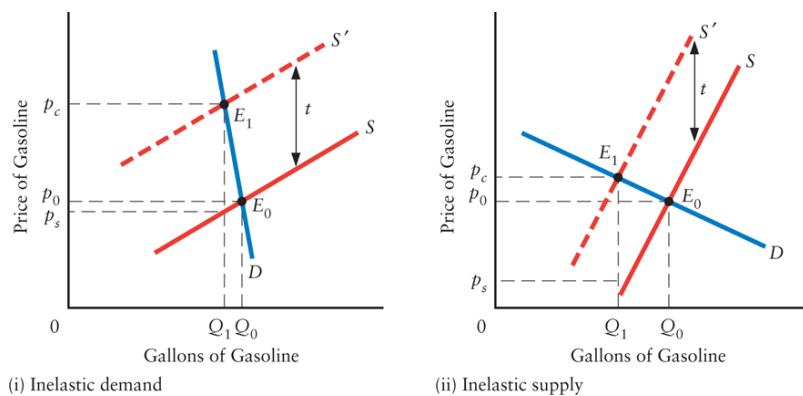 Price of Gasoline
p_c
p_0
p_s
S′
t
E_1
S
E_0
D
0
Q_1 Q_0
Gallons of Gasoline
(i) Inelastic demand
Price of Gasoline
p_c
p_0
p_s
S′
S
t
E_1
E_0
D
0
Q_1
Q_0
Gallons of Gasoline
(ii) Inelastic supply